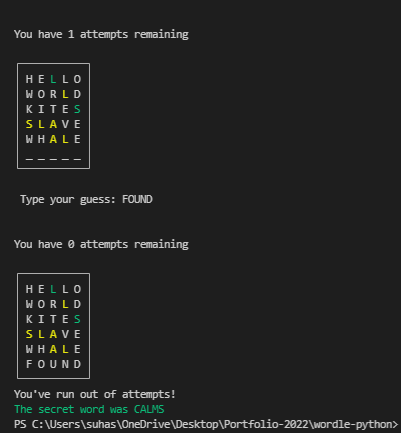 You have 1 attempts remaining
H E L L O
W O R L D
K I T E S
S L A V E
W H A L E
_ _ _ _ _
Type your guess: FOUND
You have 0 attempts remaining
H E L L O
W O R L D
K I T E S
S L A V E
W H A L E
F O U N D
You've run out of attempts!
The secret word was CALMS
PS C:\Users\suhas\OneDrive\Desktop\Portfolio-2022\wordle-python>